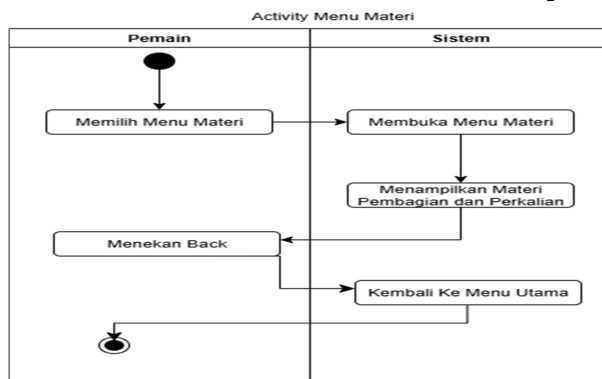 Activity Menu Materi
Pemain
Sistem
Memilih Menu Materi
Membuka Menu Materi
Menampilkan Materi
Pembagian dan Perkalian
Menekan Back
Kembali Ke Menu Utama